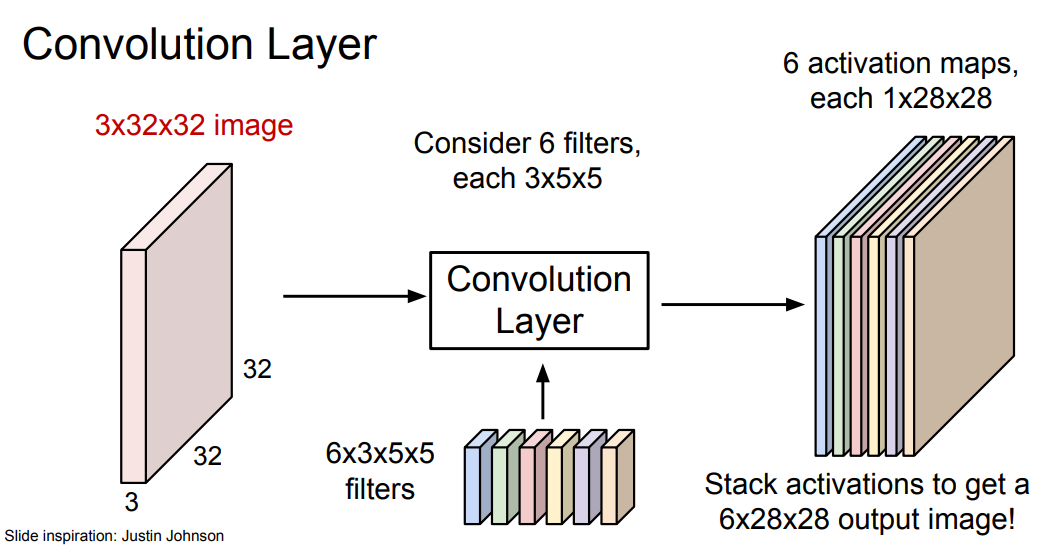 Convolution Layer
3x32x32 image
32
32
3
Consider 6 filters,
each 3x5x5
Convolution
Layer
6x3x5x5
filters
6 activation maps,
each 1x28x28
Stack activations to get a
6x28x28 output image!
Slide inspiration: Justin Johnson